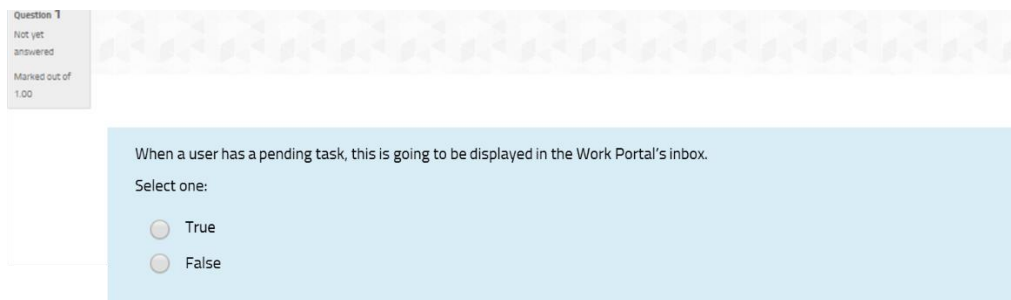 Question 1
Not yet
answered
Marked out of
1.00
When a user has a pending task, this is going to be displayed in the Work Portal's inbox.
Select one:
True
False